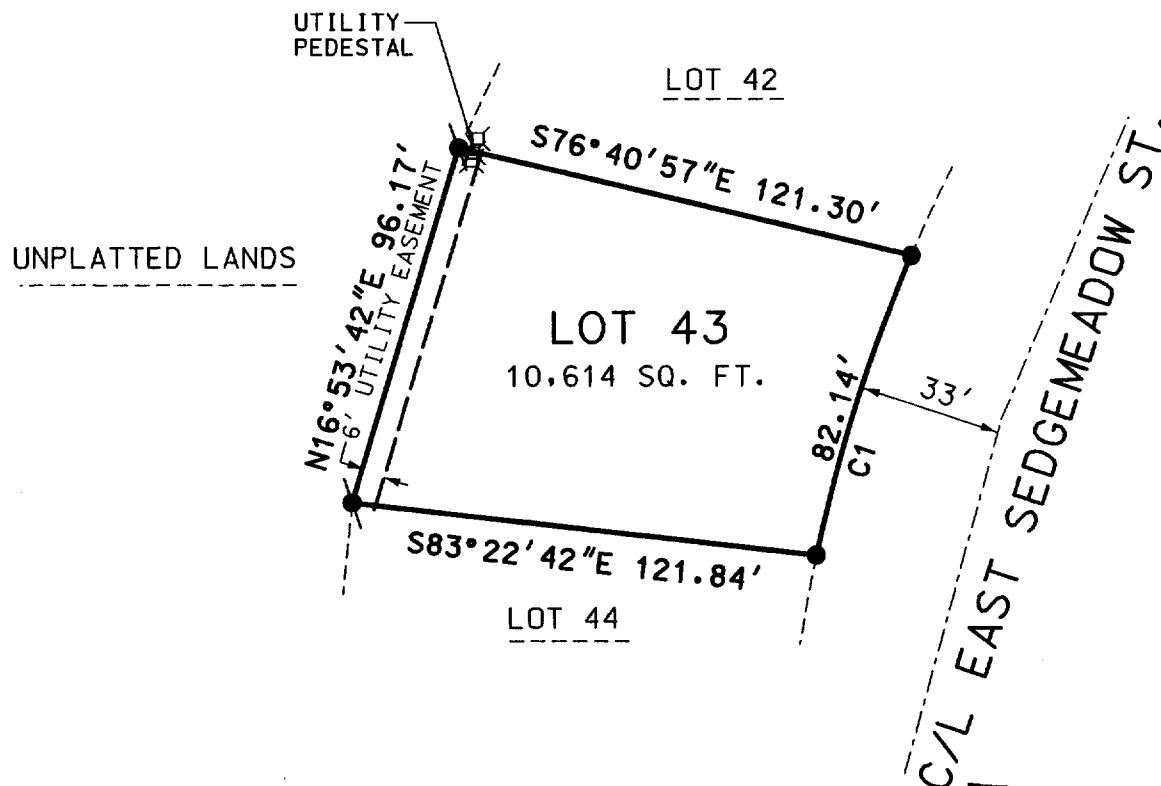 UTILITY
PEDESTAL
LOT 42
S76°40'57"E 121.30'
UNPLATTED LANDS
N16°53'42"E 96.17'
6' UTILITY EASEMENT
LOT 43
10,614 SQ. FT.
82.14'
C1
33'
C/L EAST SEDGEMEADOW ST.
S83°22'42"E 121.84'
LOT 44